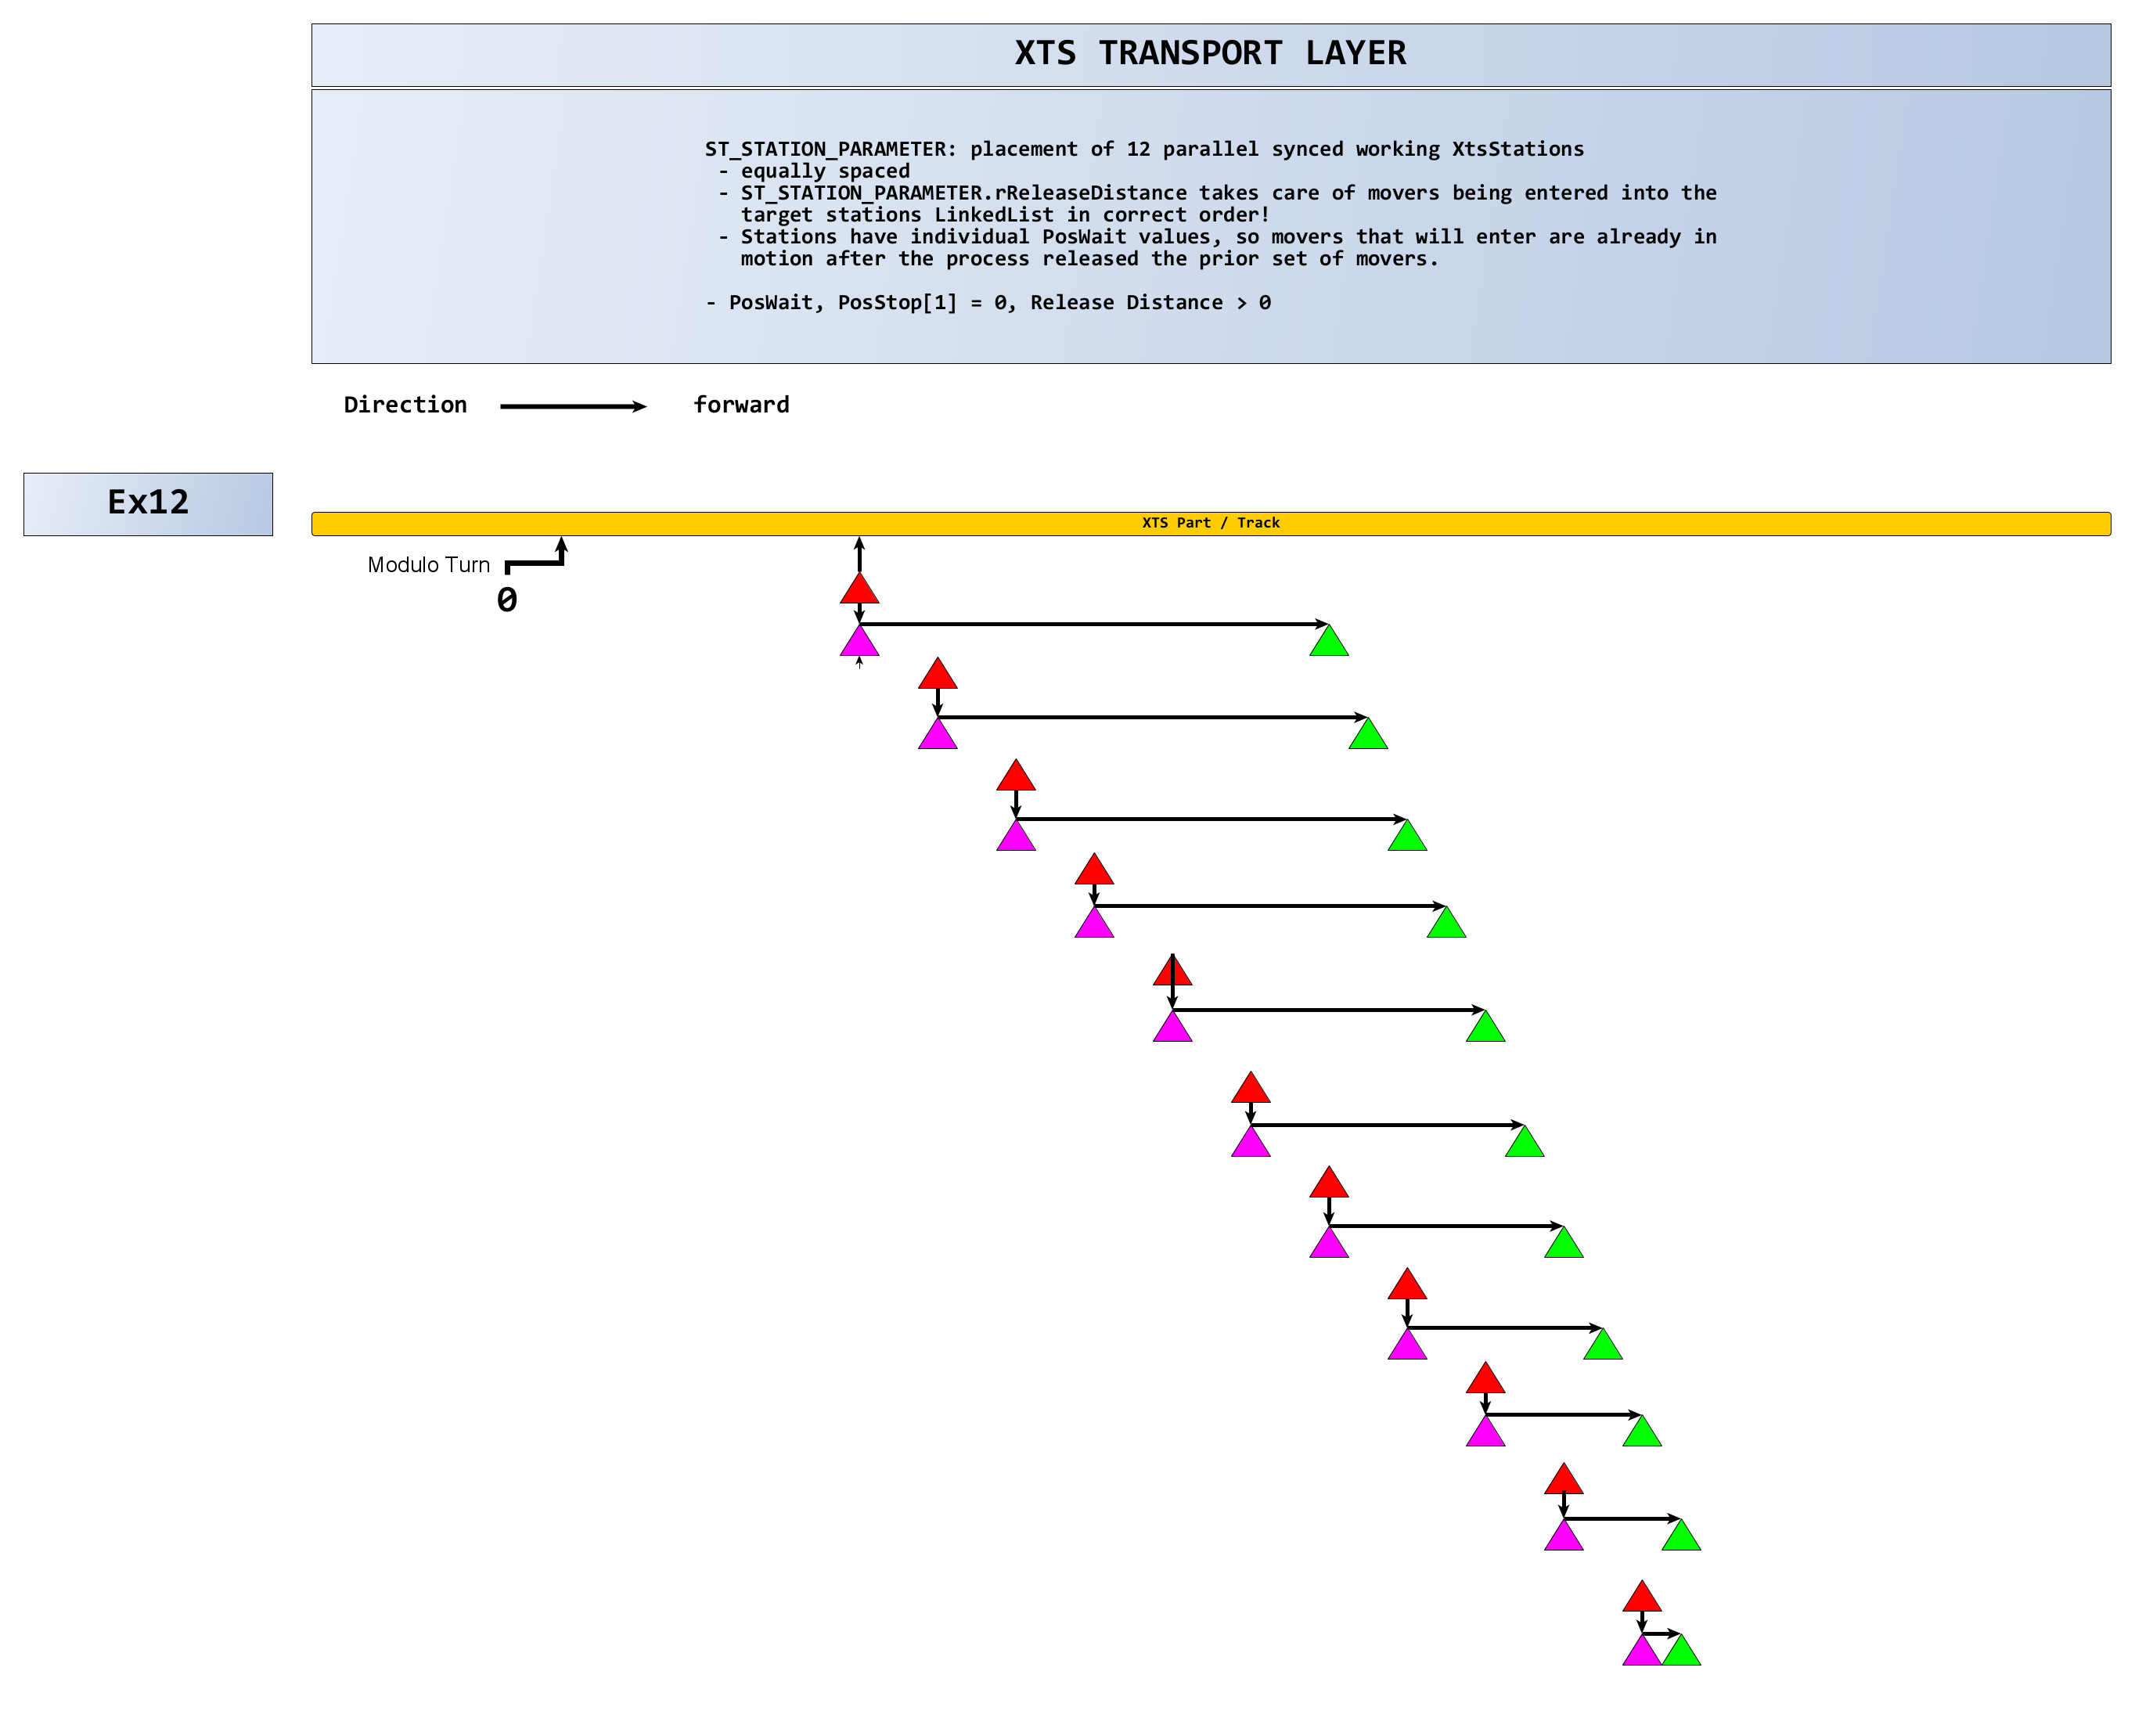 XTS TRANSPORT LAYER
ST_STATION_PARAMETER: placement of 12 parallel synced working XtsStations
- equally spaced
- ST_STATION_PARAMETER.rReleaseDistance takes care of movers being entered into the
target stations LinkedList in correct order!
- Stations have individual PosWait values, so movers that will enter are already in
motion after the process released the prior set of movers.
- PosWait, PosStop[1] = 0, Release Distance > 0
Direction forward
Ex12
XTS Part / Track
Modulo Turn
0